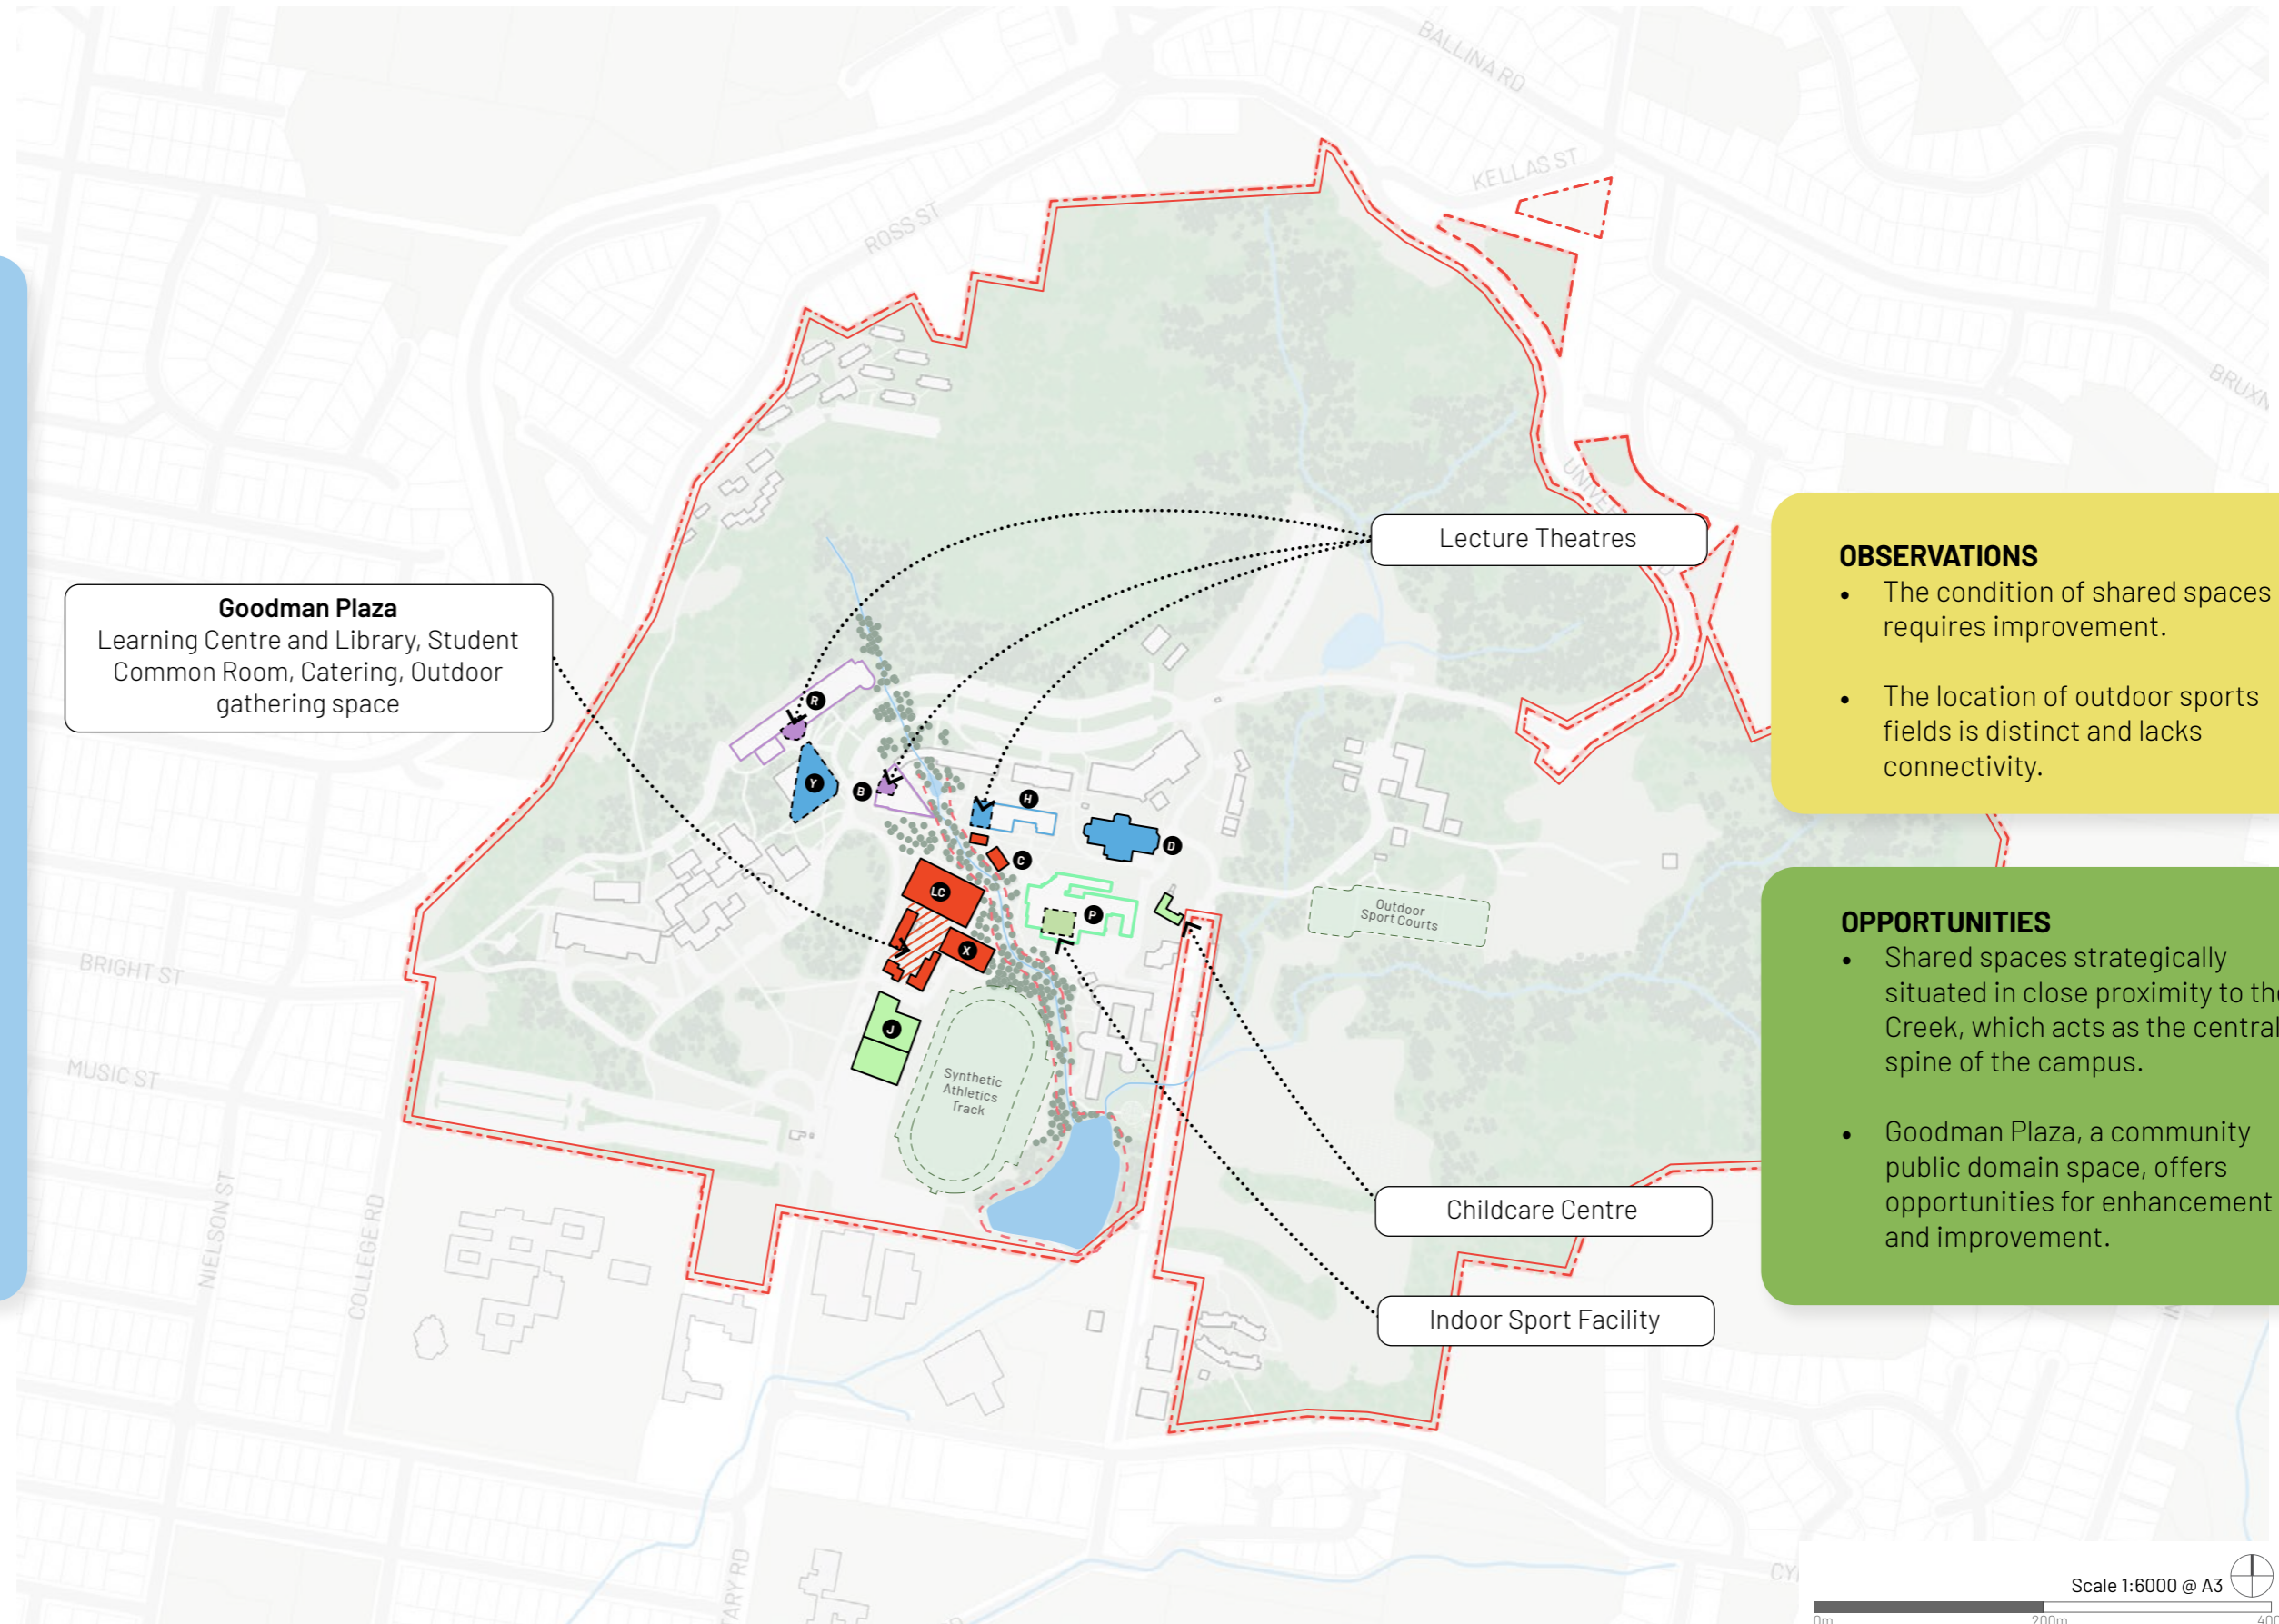 BALLINA RD
KELLAS ST
ROSS ST
Lecture Theatres
OBSERVATIONS
• The condition of shared spaces
requires improvement.
• The location of outdoor sports
fields is distinct and lacks
connectivity.
Goodman Plaza
Learning Centre and Library, Student
Common Room, Catering, Outdoor
gathering space
R
Y
B
H
D
C
LC
P
X
J
Outdoor
Sport Courts
Synthetic
Athletics
Track
OPPORTUNITIES
• Shared spaces strategically
situated in close proximity to the
Creek, which acts as the central
spine of the campus.
• Goodman Plaza, a community
public domain space, offers
opportunities for enhancement
and improvement.
BRIGHT ST
MUSIC ST
NIELSON ST
COLLEGE RD
Childcare Centre
Indoor Sport Facility
Scale 1:6000 @ A3
0m
200m